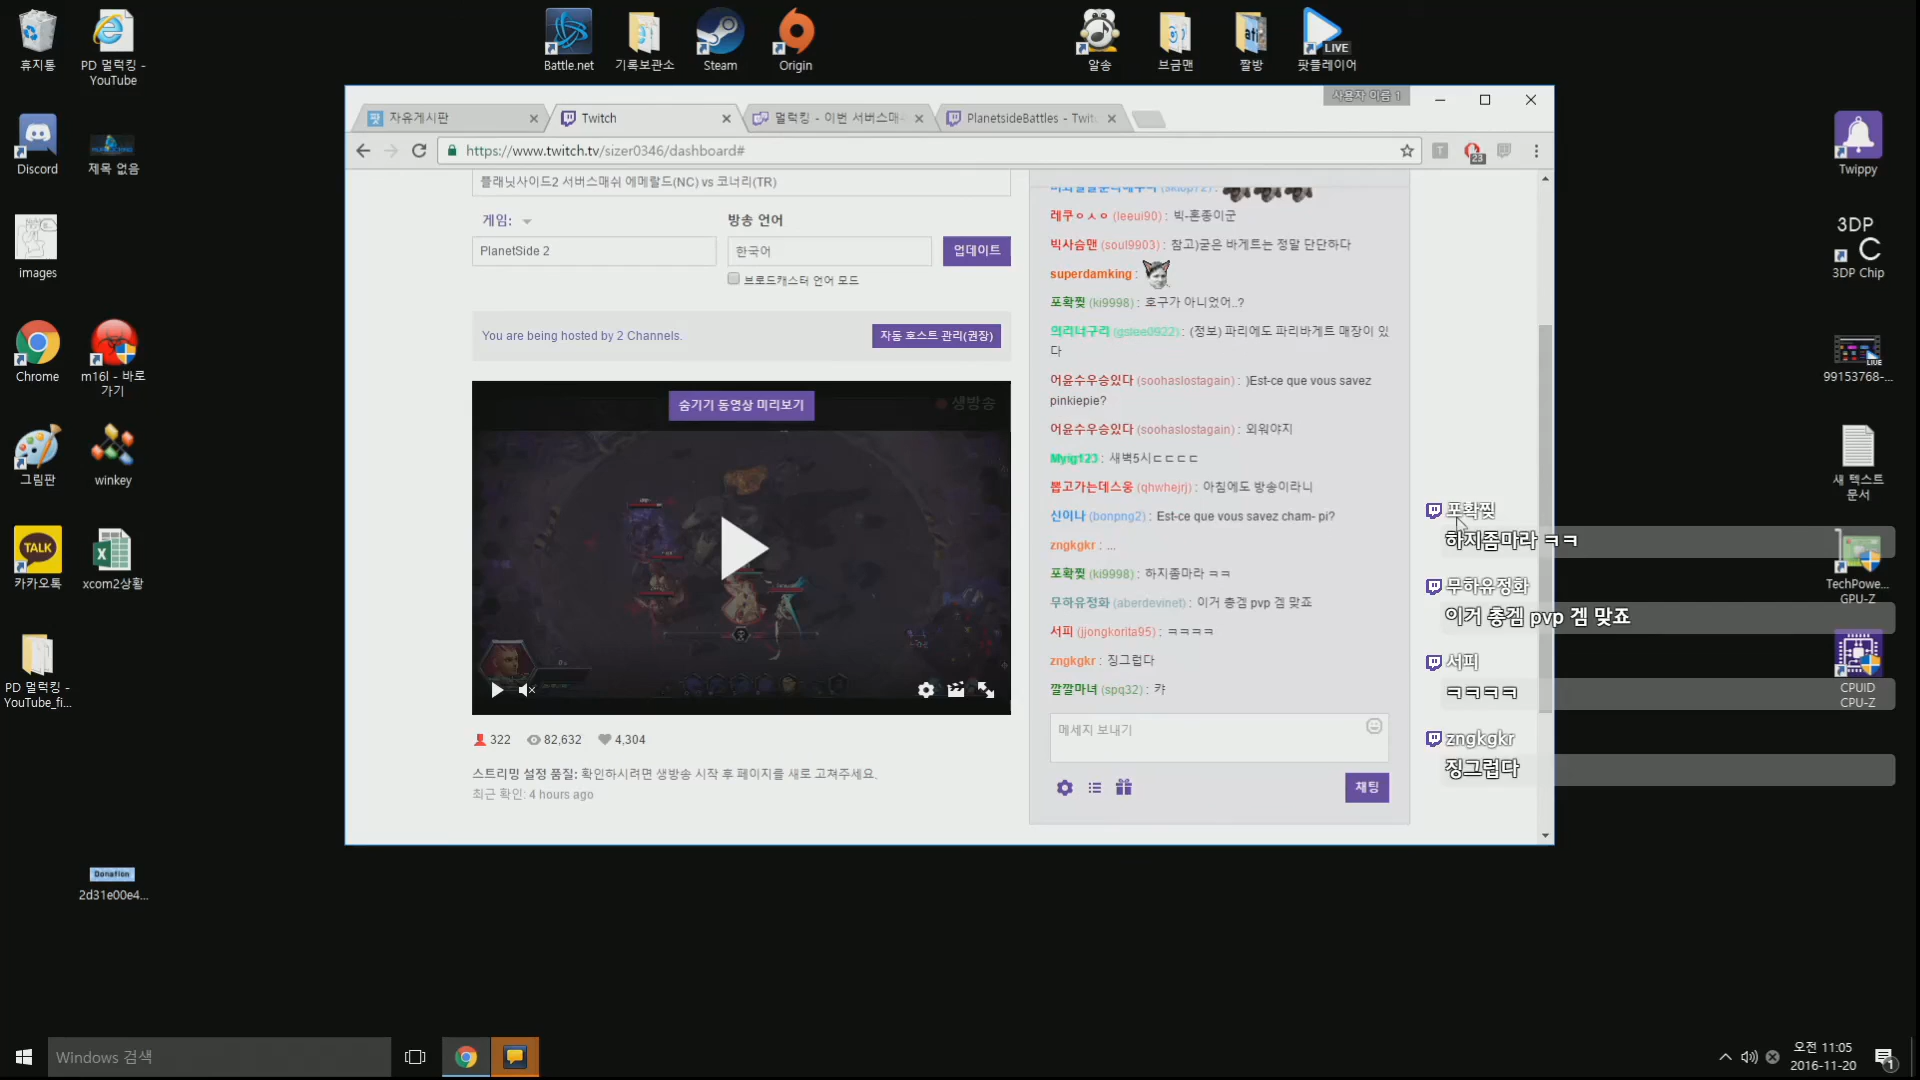 휴지통
PD 멀럭킹 -
YouTube
Battle.net
기록보관소
Steam
Origin
알송
브금맨
짤방
LIVE
팟플레이어
사용자 이름 1
자유게시판
Twitch
멀럭킹 - 이번 서버스매
PlanetsideBattles - Twit
https://www.twitch.tv/sizer0346/dashboard#
23
Discord
제목 없음
Twippy
플래닛사이드2 서버스매쉬 에메랄드(NC) vs 코너리(TR)
게임:
방송 언어
PlanetSide 2
한국어
업데이트
브로드캐스터 언어 모드
You are being hosted by 2 Channels.
자동 호스트 관리(권장)
숨기기 동영상 미리보기
생방송
322
82,632
4,304
스트리밍 설정 품질: 확인하시려면 생방송 시작 후 페이지를 새로 고쳐주세요.
최근 확인: 4 hours ago
레쿠ㅇㅅㅇ (leeui90) : 빅-혼종이군
빅사슴맨 (soul9903) : 참고)굳은 바게트는 정말 단단하다
superdamking :
포확찢 (ki9998) : 호구가 아니었어..?
의리너구리 (gslee0922) : (정보) 파리에도 파리바게트 매장이 있
다
어윤수우승있다 (soohaslostagain) : )Est-ce que vous savez
pinkiepie?
어윤수우승있다 (soohaslostagain) : 외워야지
Myig123 : 새벽5시ㄷㄷㄷㄷ
뽑고가는데스웅 (qhwhejrj) : 아침에도 방송이라니
신이나 (bonpng2) : Est-ce que vous savez cham- pi?
zngkgkr : ...
포확찢 (ki9998) : 하지좀마라 ㅋㅋ
무하유정화 (aberdevinet) : 이거 총겜 pvp 겜 맞죠
서피 (jjongkorita95) : ㅋㅋㅋㅋ
zngkgkr : 징그럽다
깔깔마녀 (spq32) : 캬
메세지 보내기
채팅
포확찢
하지좀마라 ㅋㅋ
무하유정화
이거 총겜 pvp 겜 맞죠
서피
ㅋㅋㅋㅋ
zngkgkr
징그럽다
images
3DP
C
3DP Chip
Chrome
m16l - 바로
가기
LIVE
99153768-...
그림판
winkey
새 텍스트
문서
TALK
카카오톡
xcom2상황
TechPowe...
GPU-Z
PD 멀럭킹 -
YouTube_fi...
CPUID
CPU-Z
Donation
2d31e00e4...
Windows 검색
오전 11:05
2016-11-20
1